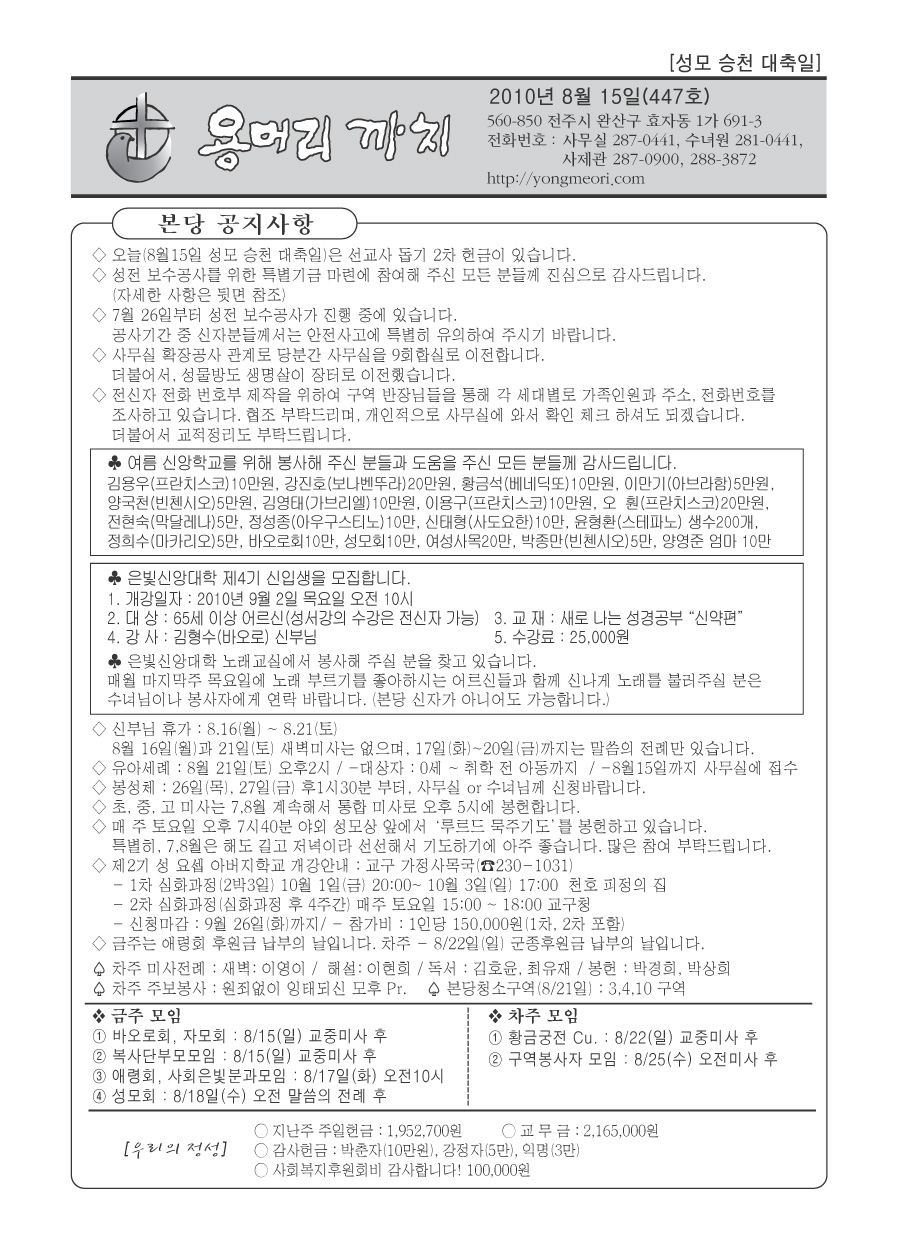 [성모 승천 대축일]
용머리 까치
2010년 8월 15일(447호)
560-850 전주시 완산구 효자동 1가 691-3
전화번호 : 사무실 287-0441, 수녀원 281-0441,
사제관 287-0900, 288-3872
http://yongmeori.com
본당 공지사항
◇ 오늘(8월15일 성모 승천 대축일)은 선교사 돕기 2차 헌금이 있습니다.
◇ 성전 보수공사를 위한 특별기금 마련에 참여해 주신 모든 분들께 진심으로 감사드립니다.
(자세한 사항은 뒷면 참조)
◇ 7월 26일부터 성전 보수공사가 진행 중에 있습니다.
공사기간 중 신자분들께서는 안전사고에 특별히 유의하여 주시기 바랍니다.
◇ 사무실 확장공사 관계로 당분간 사무실을 9회합실로 이전합니다.
더불어서, 성물방도 생명살이 장터로 이전했습니다.
◇ 전신자 전화 번호부 제작을 위하여 구역 반장님들을 통해 각 세대별로 가족인원과 주소, 전화번호를
조사하고 있습니다. 협조 부탁드리며, 개인적으로 사무실에 와서 확인 체크 하셔도 되겠습니다.
더불어서 교적정리도 부탁드립니다.
♣ 여름 신앙학교를 위해 봉사해 주신 분들과 도움을 주신 모든 분들께 감사드립니다.
김용우(프란치스코)10만원, 강진호(보나벤뚜라)20만원, 황금석(베네딕또)10만원, 이만기(아브라함)5만원,
양국천(빈첸시오)5만원, 김영태(가브리엘)10만원, 이용구(프란치스코)10만원, 오 훤(프란치스코)20만원,
전현숙(막달레나)5만, 정성종(아우구스티노)10만, 신태형(사도요한)10만, 윤형환(스테파노) 생수200개,
정희수(마카리오)5만, 바오로회10만, 성모회10만, 여성사목20만, 박종만(빈첸시오)5만, 양영준 엄마 10만
♣ 은빛신앙대학 제4기 신입생을 모집합니다.
1. 개강일자 : 2010년 9월 2일 목요일 오전 10시
2. 대 상 : 65세 이상 어르신(성서강의 수강은 전신자 가능) 3. 교 재 : 새로 나는 성경공부 “신약편”
4. 강 사 : 김형수(바오로) 신부님 5. 수강료 : 25,000원
♣ 은빛신앙대학 노래교실에서 봉사해 주실 분을 찾고 있습니다.
매월 마지막주 목요일에 노래 부르기를 좋아하시는 어르신들과 함께 신나게 노래를 불러주실 분은
수녀님이나 봉사자에게 연락 바랍니다. (본당 신자가 아니어도 가능합니다.)
◇ 신부님 휴가 : 8.16(월) ~ 8.21(토)
8월 16일(월)과 21일(토) 새벽미사는 없으며, 17일(화)~20일(금)까지는 말씀의 전례만 있습니다.
◇ 유아세례 : 8월 21일(토) 오후2시 / -대상자 : 0세 ~ 취학 전 아동까지 / -8월15일까지 사무실에 접수
◇ 봉성체 : 26일(목), 27일(금) 후1시30분 부터, 사무실 or 수녀님께 신청바랍니다.
◇ 초, 중, 고 미사는 7,8월 계속해서 통합 미사로 오후 5시에 봉헌합니다.
◇ 매 주 토요일 오후 7시40분 야외 성모상 앞에서 ‘루르드 묵주기도’를 봉헌하고 있습니다.
특별히, 7,8월은 해도 길고 저녁이라 선선해서 기도하기에 아주 좋습니다. 많은 참여 부탁드립니다.
◇ 제2기 성 요셉 아버지학교 개강안내 : 교구 가정사목국(☎230-1031)
- 1차 심화과정(2박3일) 10월 1일(금) 20:00~ 10월 3일(일) 17:00 천호 피정의 집
- 2차 심화과정(심화과정 후 4주간) 매주 토요일 15:00 ~ 18:00 교구청
- 신청마감 : 9월 26일(화)까지/ - 참가비 : 1인당 150,000원(1차, 2차 포함)
◇ 금주는 애령회 후원금 납부의 날입니다. 차주 - 8/22일(일) 군종후원금 납부의 날입니다.
♤ 차주 미사전례 : 새벽: 이영이 / 해설: 이현희 / 독서 : 김호윤, 최유재 / 봉헌 : 박경희, 박상희
♤ 차주 주보봉사 : 원죄없이 잉태되신 모후 Pr. ♤ 본당청소구역(8/21일) : 3,4,10 구역
❖ 금주 모임
① 바오로회, 자모회 : 8/15(일) 교중미사 후
② 복사단부모모임 : 8/15(일) 교중미사 후
③ 애령회, 사회은빛분과모임 : 8/17일(화) 오전10시
④ 성모회 : 8/18일(수) 오전 말씀의 전례 후
❖ 차주 모임
① 황금궁전 Cu. : 8/22(일) 교중미사 후
② 구역봉사자 모임 : 8/25(수) 오전미사 후
[우리의 정성]
○ 지난주 주일헌금 : 1,952,700원 ○ 교 무 금 : 2,165,000원
○ 감사헌금 : 박춘자(10만원), 강정자(5만), 익명(3만)
○ 사회복지후원회비 감사합니다! 100,000원